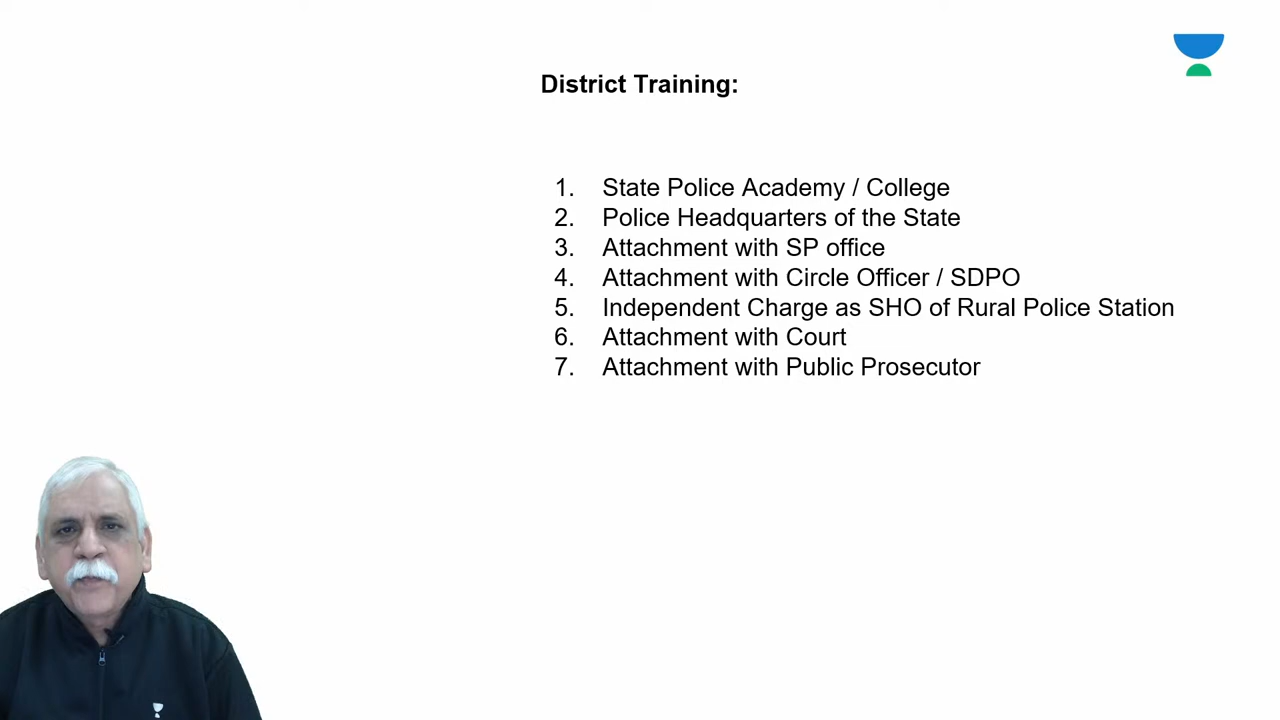 District Training:
1. State Police Academy / College
2. Police Headquarters of the State
3. Attachment with SP office
4. Attachment with Circle Officer / SDPO
5. Independent Charge as SHO of Rural Police Station
6. Attachment with Court
7. Attachment with Public Prosecutor